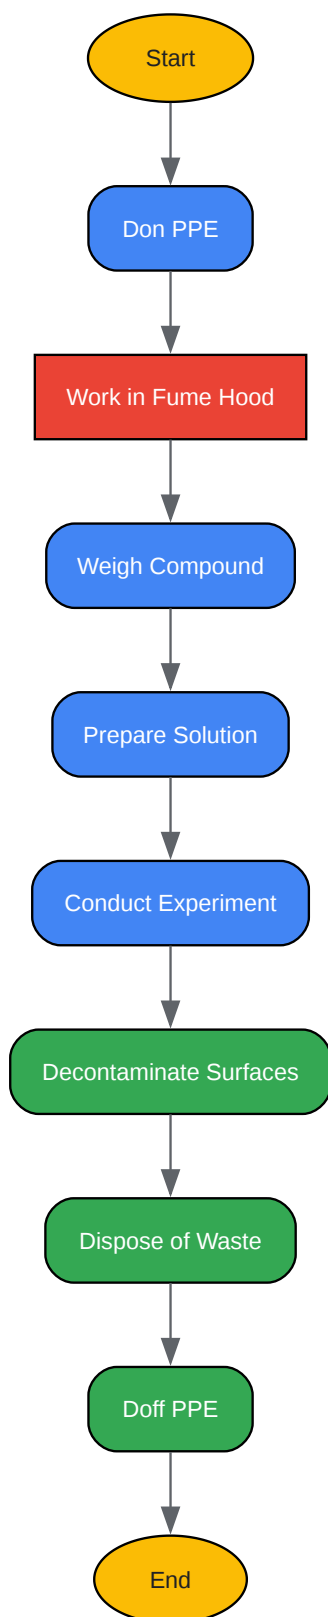 Start
Don PPE
Work in Fume Hood
Weigh Compound
Prepare Solution
Conduct Experiment
Decontaminate Surfaces
Dispose of Waste
Doff PPE
End